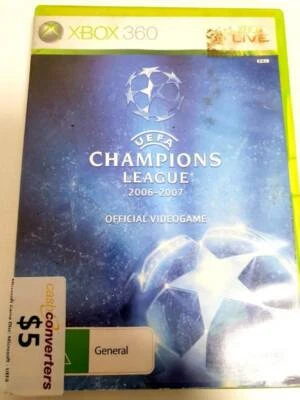 XBOX 360
LIVE
UEFA
CHAMPIONS
LEAGUE
2006-2007
OFFICIAL VIDEOGAME
cash
converters
$5
General